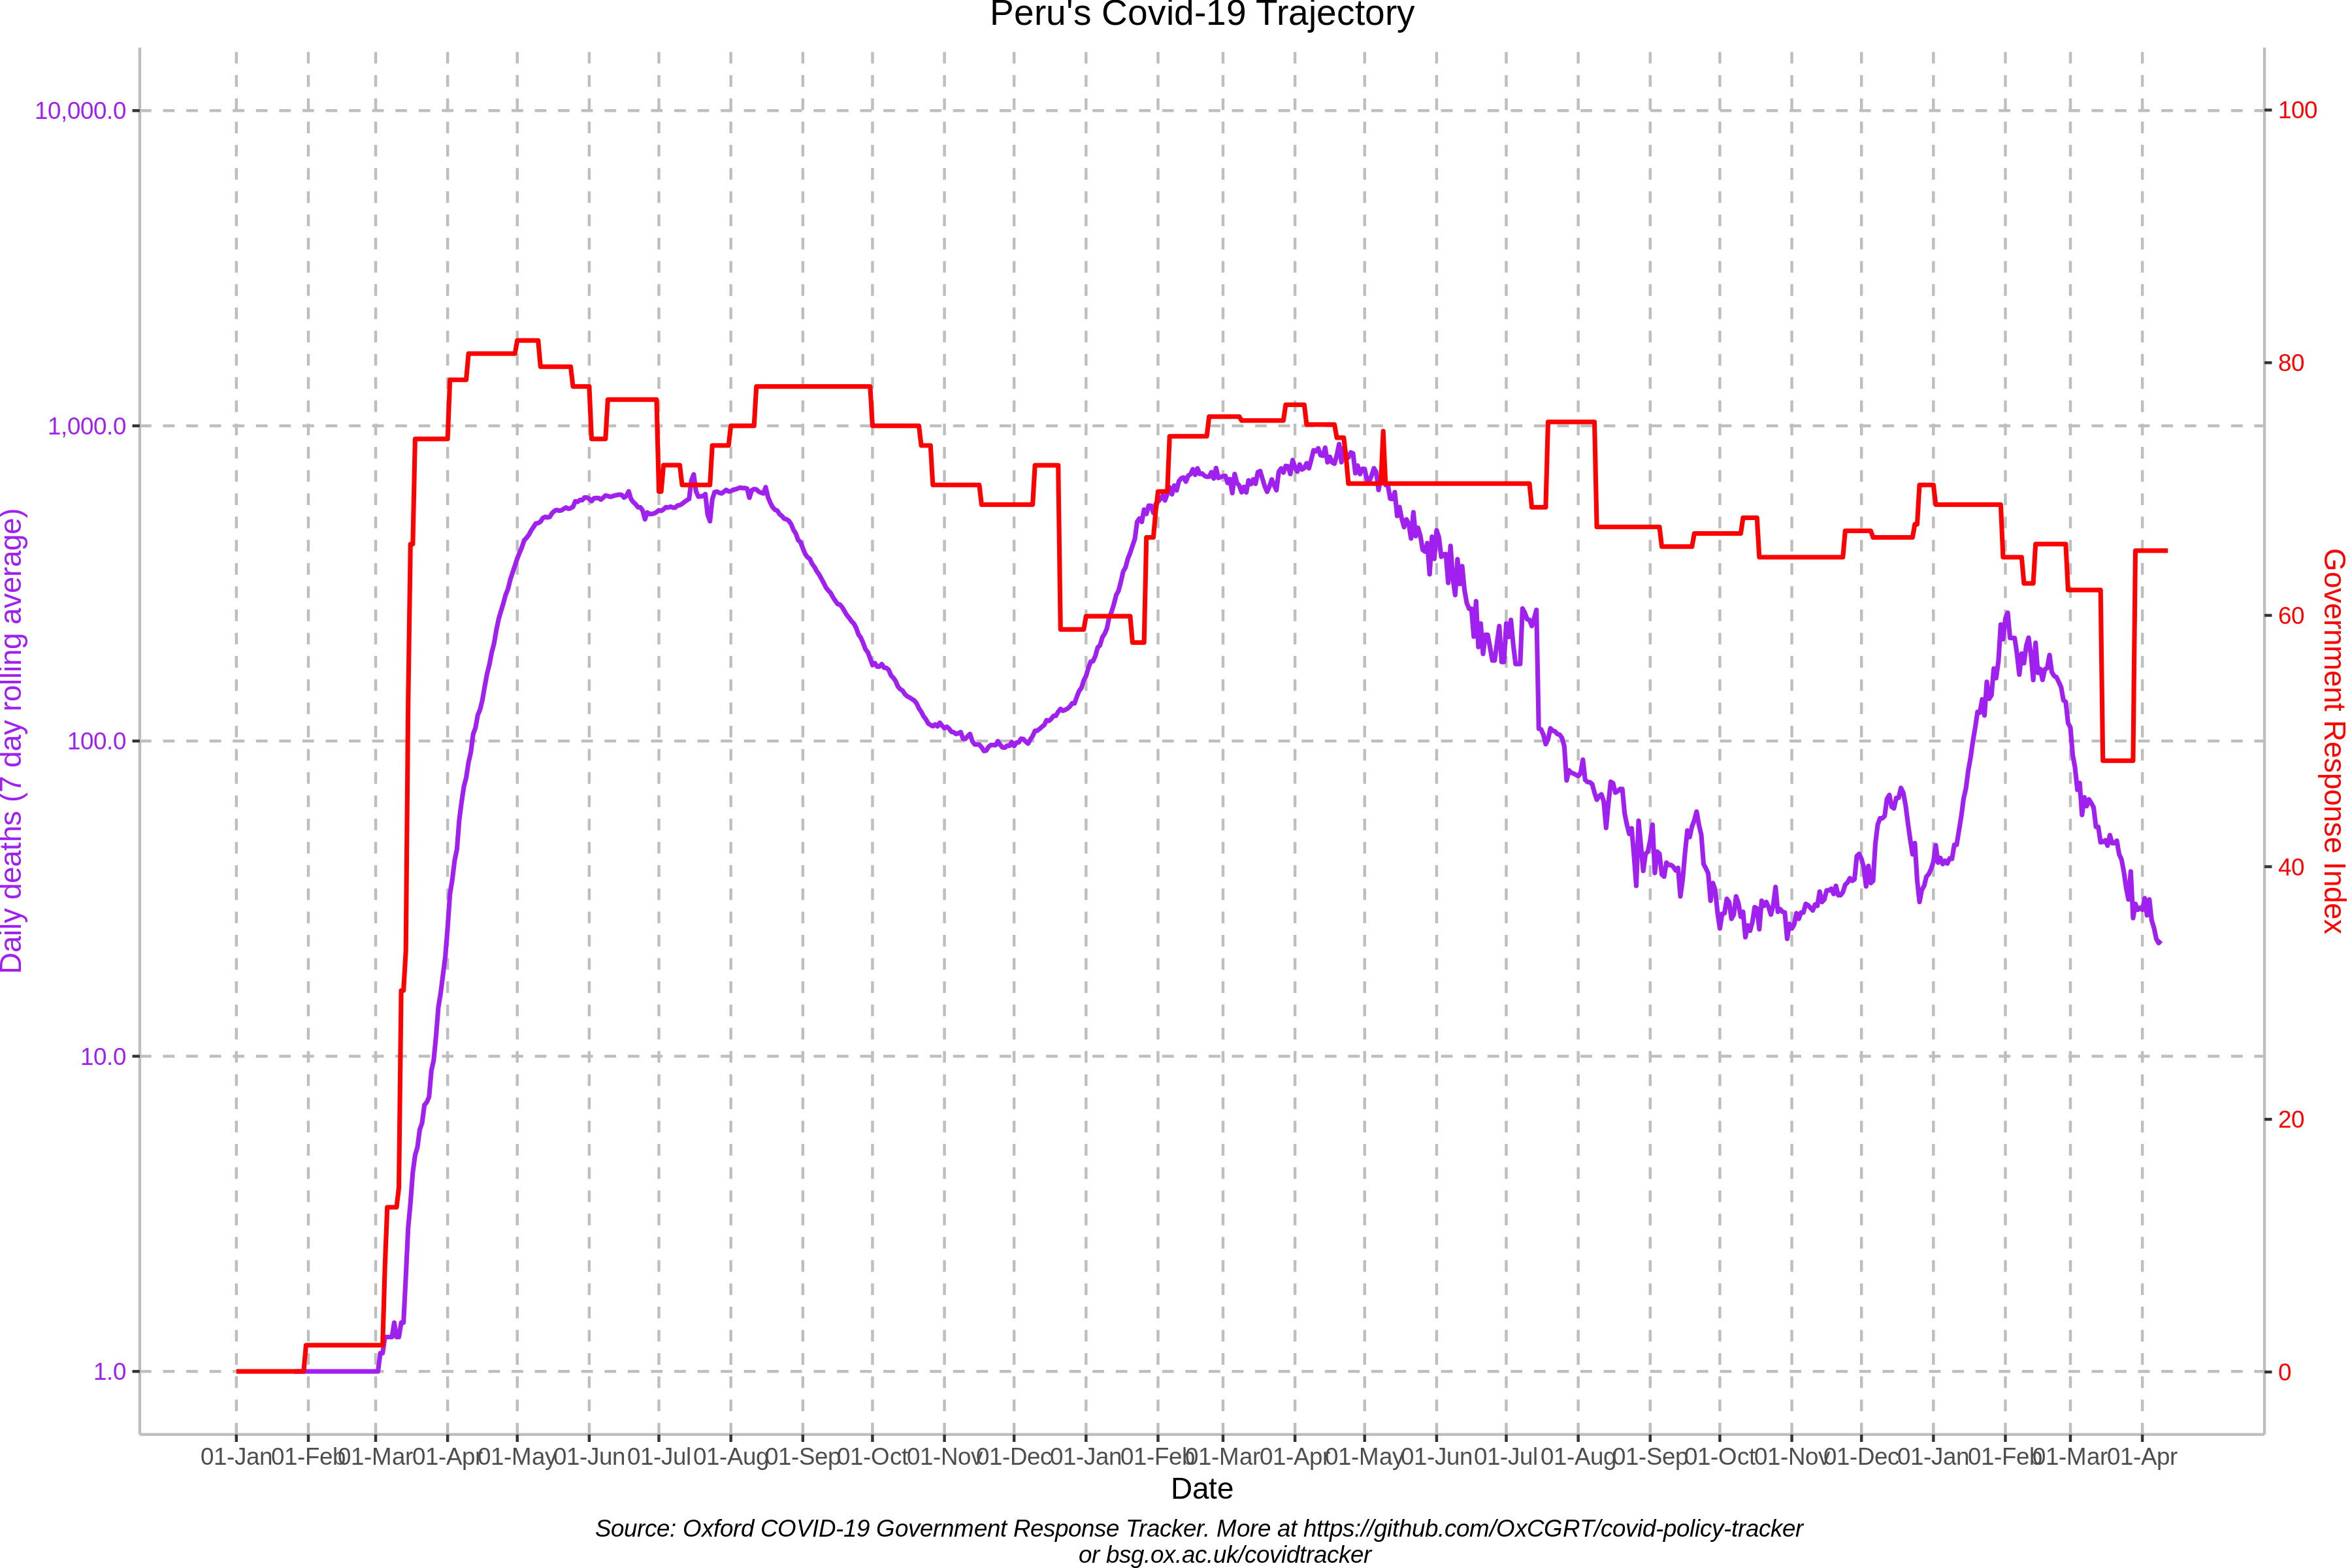 Peru's Covid-19 Trajectory
10,000.0
1,000.0
100.0
10.0
1.0
Daily deaths (7 day rolling average)
100
80
60
40
20
0
Government Response Index
01-Jan 01-Feb 01-Mar 01-Apr 01-May 01-Jun 01-Jul 01-Aug 01-Sep 01-Oct 01-Nov 01-Dec 01-Jan 01-Feb 01-Mar 01-Apr 01-May 01-Jun 01-Jul 01-Aug 01-Sep 01-Oct 01-Nov 01-Dec 01-Jan 01-Feb 01-Mar 01-Apr
Date
Source: Oxford COVID-19 Government Response Tracker. More at https://github.com/OxCGRT/covid-policy-tracker
or bsg.ox.ac.uk/covidtracker